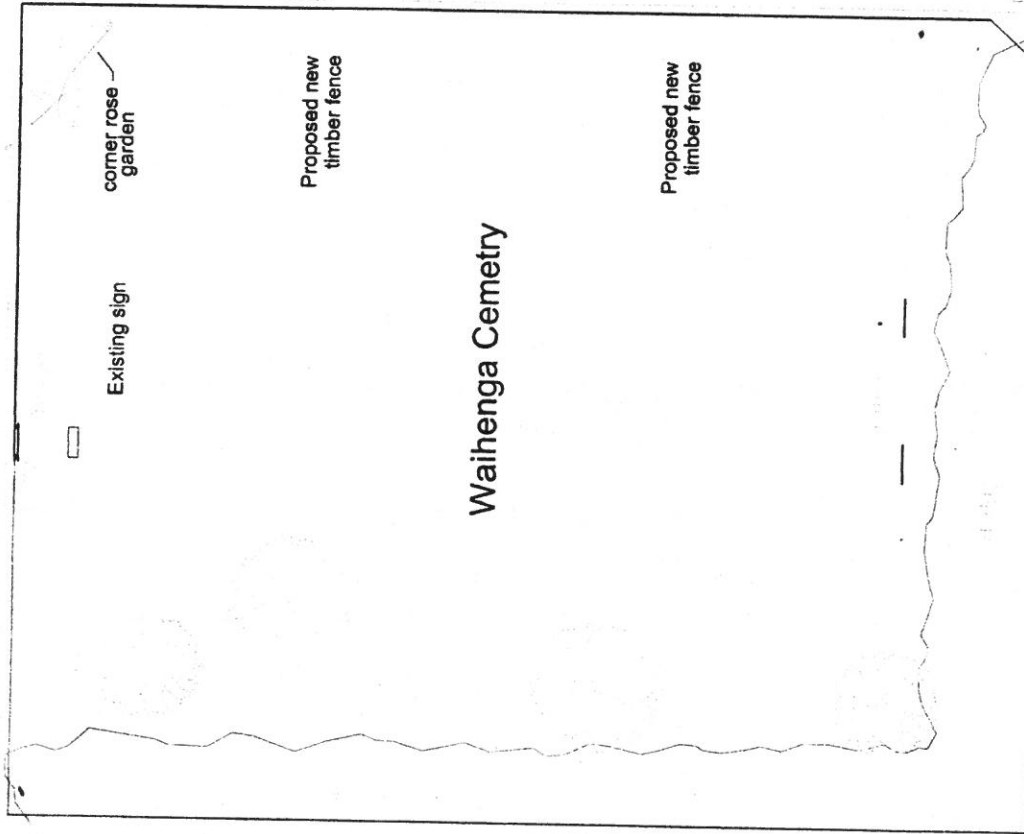 corner rose
garden
Existing sign
Proposed new
timber fence
Waihenga Cemetry
Proposed new
timber fence